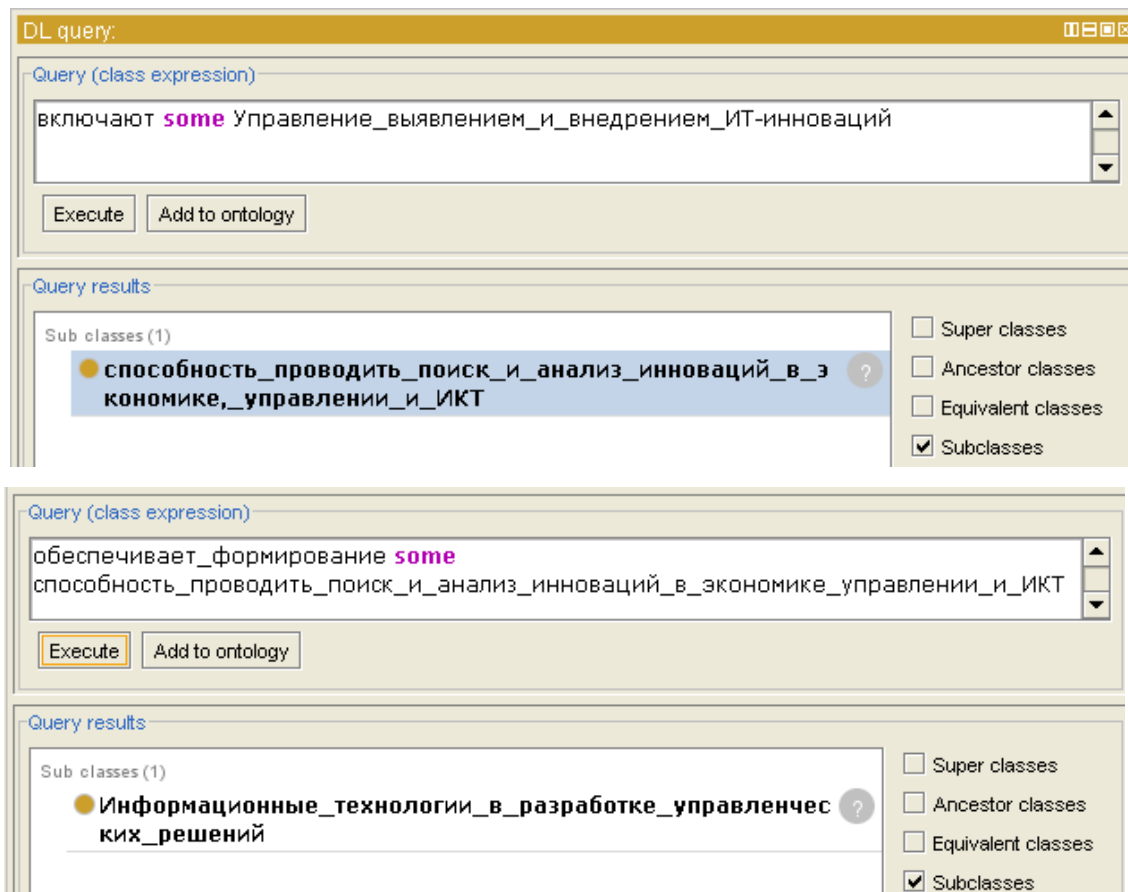 DL query:
Query (class expression)
включают some Управление_выявлением_и_внедрением_ИТ-инноваций
Execute
Add to ontology
Query results
Sub classes (1)
способность_проводить_поиск_и_анализ_инноваций_в_э
кономике,_управлении_и_ИКТ
?
Super classes
Ancestor classes
Equivalent classes
Subclasses
Query (class expression)
обеспечивает_формирование some
способность_проводить_поиск_и_анализ_инноваций_в_экономике_управлении_и_ИКТ
Execute
Add to ontology
Query results
Sub classes (1)
Информационные_технологии_в_разработке_управленчес
ких_решений
?
Super classes
Ancestor classes
Equivalent classes
Subclasses